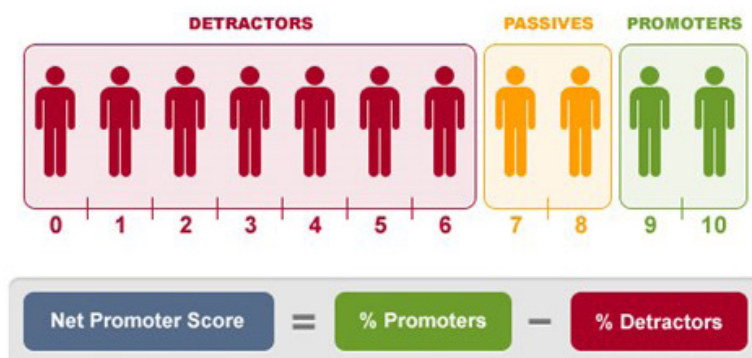 DETRACTORS PASSIVES PROMOTERS
0 1 2 3 4 5 6 7 8 9 10
Net Promoter Score = % Promoters − % Detractors